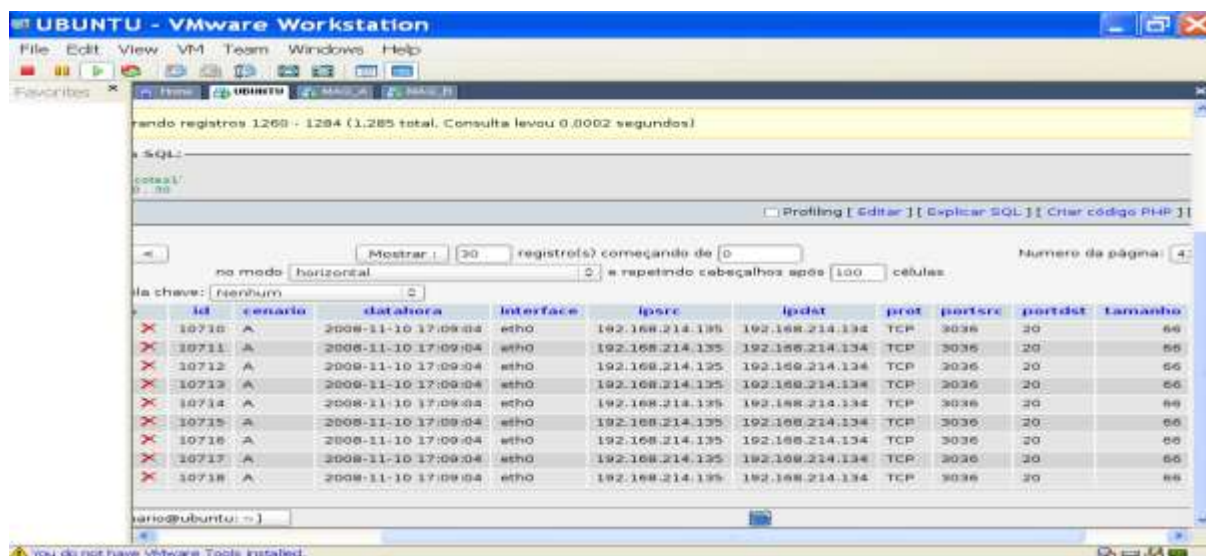 UBUNTU - VMware Workstation
File Edit View VM Team Windows Help
Favorites × Home UBUNTU MAQ_A MAQ_B
rando registros 1260 - 1284 (1,285 total, Consulta levou 0.0002 segundos)
SQL:
Profiling [ Editar ] [ Explicar SQL ] [ Criar código PHP ] [
< Mostrar : 30 registro(s) começando de 0 Numero da página: 43
no modo horizontal e repetindo cabeçalhos após 100 células
la chave: Nenhum
id cenario datahora interface ipsrc ipdst prot portsrc portdst tamanho
10710 A 2008-11-10 17:09:04 eth0 192.168.214.135 192.168.214.134 TCP 3036 20 66
10711 A 2008-11-10 17:09:04 eth0 192.168.214.135 192.168.214.134 TCP 3036 20 66
10712 A 2008-11-10 17:09:04 eth0 192.168.214.135 192.168.214.134 TCP 3036 20 66
10713 A 2008-11-10 17:09:04 eth0 192.168.214.135 192.168.214.134 TCP 3036 20 66
10714 A 2008-11-10 17:09:04 eth0 192.168.214.135 192.168.214.134 TCP 3036 20 66
10715 A 2008-11-10 17:09:04 eth0 192.168.214.135 192.168.214.134 TCP 3036 20 66
10716 A 2008-11-10 17:09:04 eth0 192.168.214.135 192.168.214.134 TCP 3036 20 66
10717 A 2008-11-10 17:09:04 eth0 192.168.214.135 192.168.214.134 TCP 3036 20 66
10718 A 2008-11-10 17:09:04 eth0 192.168.214.135 192.168.214.134 TCP 3036 20 66
uario@ubuntu: ~]
You do not have VMware Tools installed.